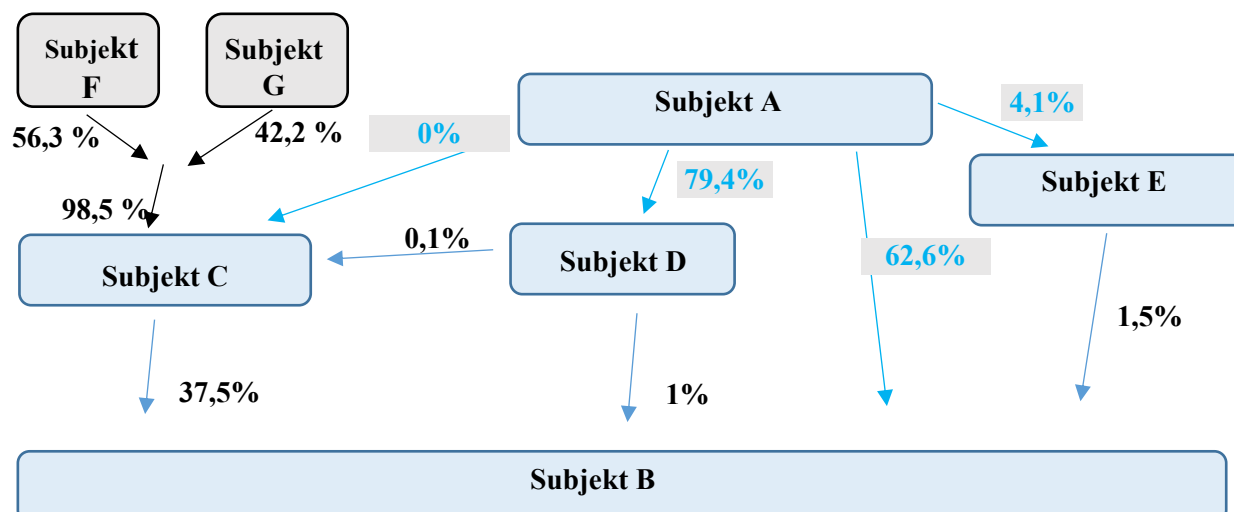 Subjekt
F
Subjekt
G
Subjekt A
4,1%
56,3 %
42,2 %
0%
79,4%
Subjekt E
98,5 %
0,1%
Subjekt D
62,6%
Subjekt C
1,5%
37,5%
1%
Subjekt B